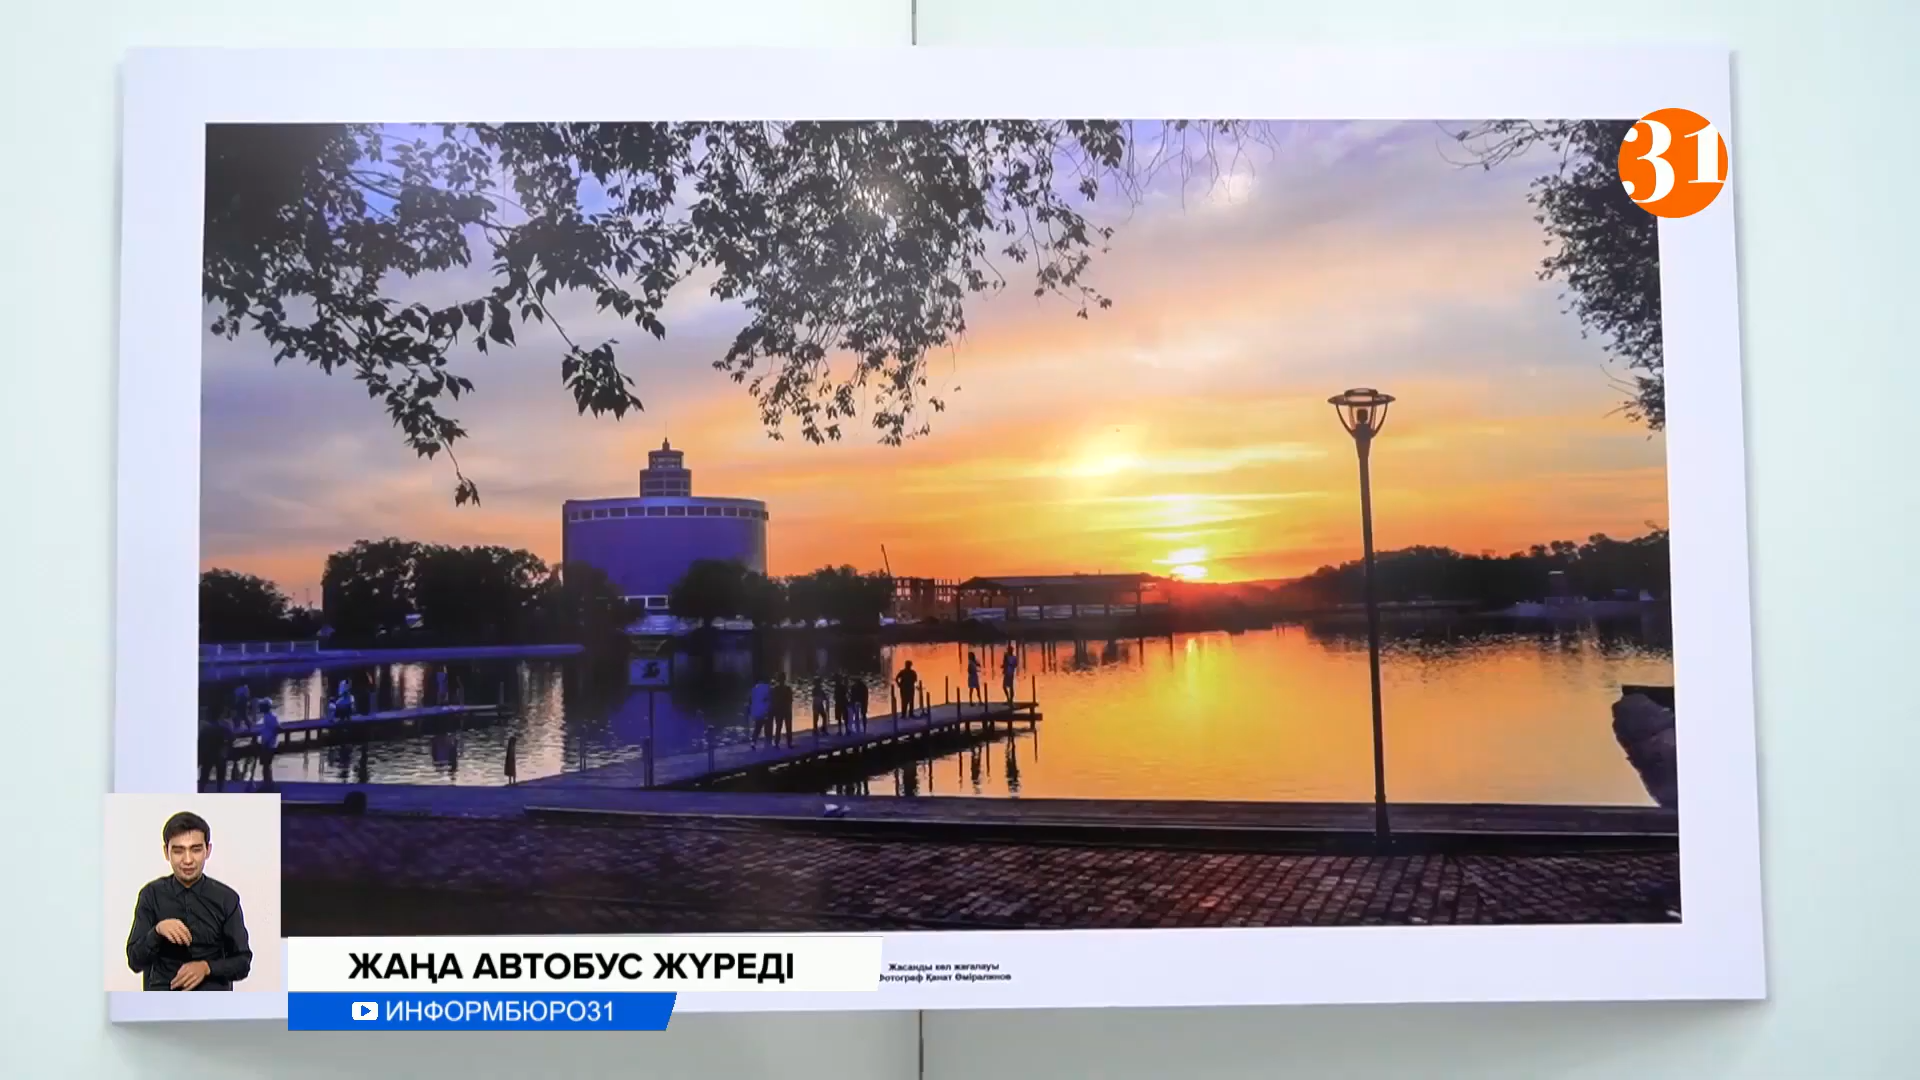 31
ЖАҢА АВТОБУС ЖҮРЕДІ
ИНФОРМБЮРО31
Жасанды көл жағалауы
Фотограф Қанат Өміралинов